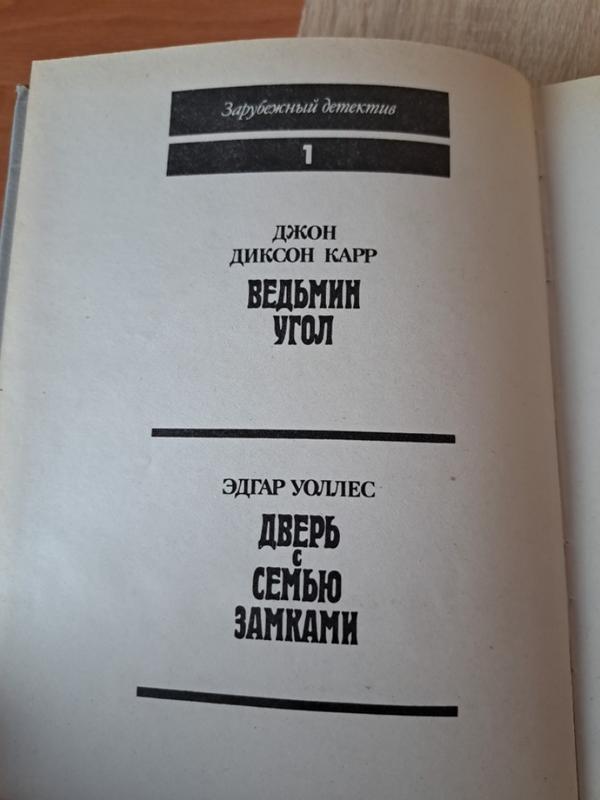 Зарубежный детектив
1
ДЖОН
ДИКСОН КАРР
ВЕДЬМИН
УГОЛ
ЭДГАР УОЛЛЕС
ДВЕРЬ
с
СЕМЬЮ
ЗАМКАМИ